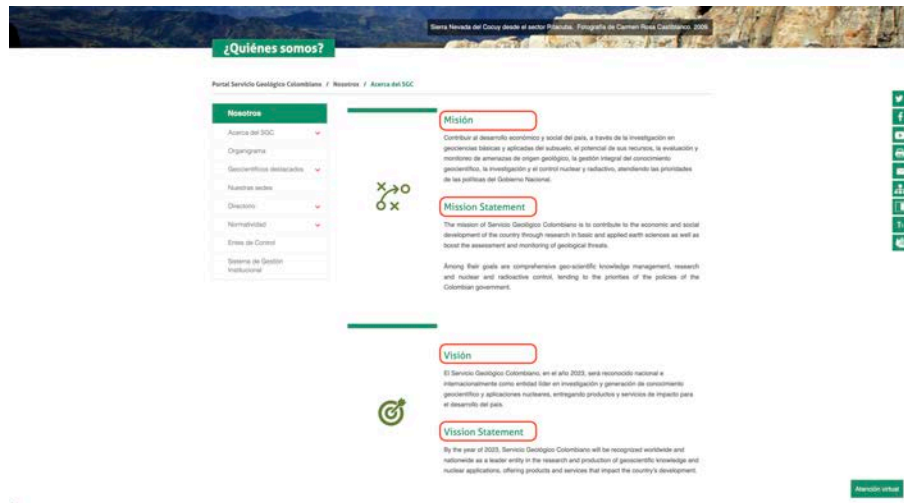 Sierra Nevada del Cocuy desde el sector Ritacuba. Fotografía de Carmen Rosa Castiblanco. 2009.
¿Quiénes somos?
Portal Servicio Geológico Colombiano / Nosotros / Acerca del SGC
Nosotros
Acerca del SGC
Organigrama
Geocientíficos destacados
Nuestras sedes
Directorio
Normatividad
Entes de Control
Sistema de Gestión
Institucional
Misión
Contribuir al desarrollo económico y social del país, a través de la investigación en
geociencias básicas y aplicadas del subsuelo, el potencial de sus recursos, la evaluación y
monitoreo de amenazas de origen geológico, la gestión integral del conocimiento
geocientífico, la investigación y el control nuclear y radiactivo, atendiendo las prioridades
de las políticas del Gobierno Nacional.
Mission Statement
The mission of Servicio Geológico Colombiano is to contribute to the economic and social
development of the country through research in basic and applied earth sciences as well as
boost the assessment and monitoring of geological threats.
Among their goals are comprehensive geo-scientific knowledge management, research
and nuclear and radioactive control, tending to the priorities of the policies of the
Colombian government.
Visión
El Servicio Geológico Colombiano, en el año 2023, será reconocido nacional e
internacionalmente como entidad líder en investigación y generación de conocimiento
geocientífico y aplicaciones nucleares, entregando productos y servicios de impacto para
el desarrollo del país.
Vission Statement
By the year of 2023, Servicio Geológico Colombiano will be recognized worldwide and
nationwide as a leader entity in the research and production of geoscientific knowledge and
nuclear applications, offering products and services that impact the country's development.
Atención virtual